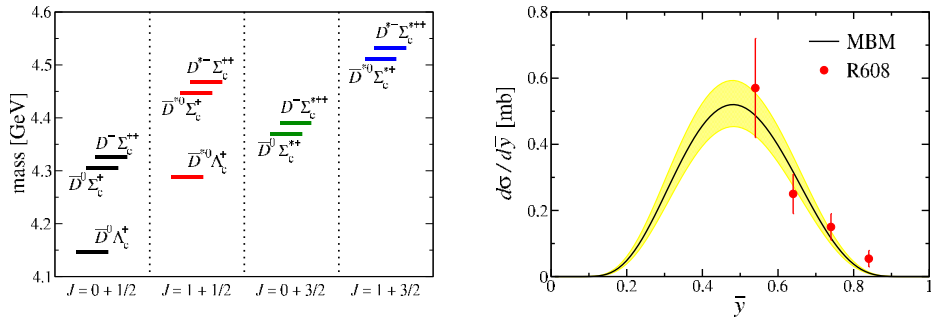 mass [GeV]
4.6
4.5
4.4
4.3
4.2
4.1
D⁻Σc⁺⁺
D̅⁰Σc⁺
D̅⁰Λc⁺
D*⁻Σc⁺⁺
D̅*⁰Σc⁺
D̅*⁰Λc⁺
D⁻Σc*⁺⁺
D̅⁰Σc*⁺
D*⁻Σc*⁺⁺
D̅*⁰Σc*⁺
J = 0 + 1/2
J = 1 + 1/2
J = 0 + 3/2
J = 1 + 3/2
dσ / dy̅ [mb]
0.8
0.6
0.4
0.2
0
MBM
R608
0 0.2 0.4 0.6 0.8 1
y̅